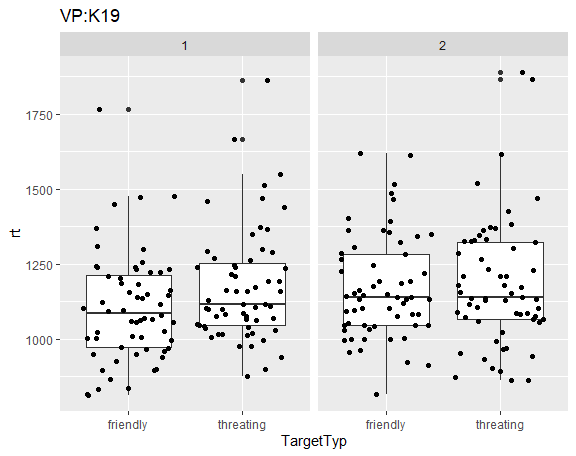 VP:K19
1 2
rt
1750
1500
1250
1000
friendly threating friendly threating
TargetTyp